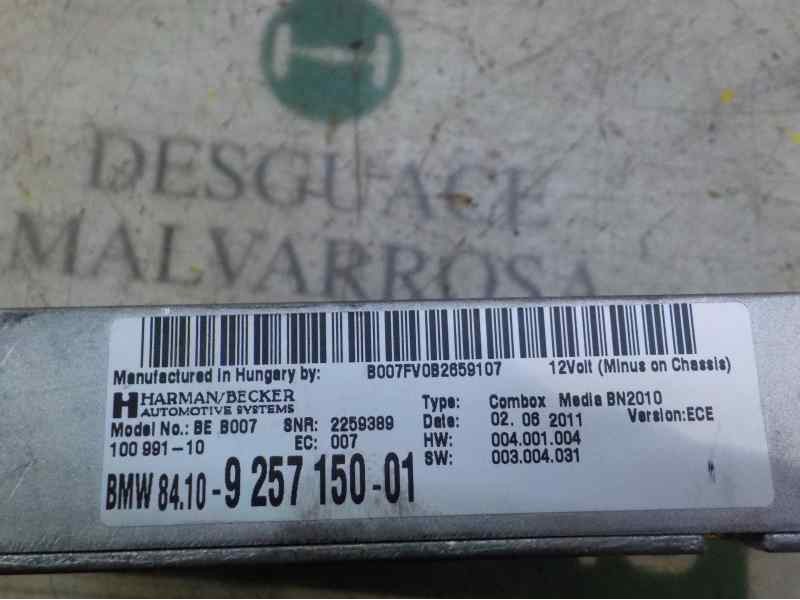 DESGUACE
MALVARROSA
Manufactured in Hungary by:
B007FV0B2659107
12Volt (Minus on Chassis)
HARMAN/BECKER
AUTOMOTIVE SYSTEMS
Model No.: BE B007 SNR: 2259389
100 991-10 EC: 007
Type: Combox Media BN2010
Date: 02. 06 2011 Version:ECE
HW: 004.001.004
SW: 003.004.031
BMW 84.10-9 257 150-01